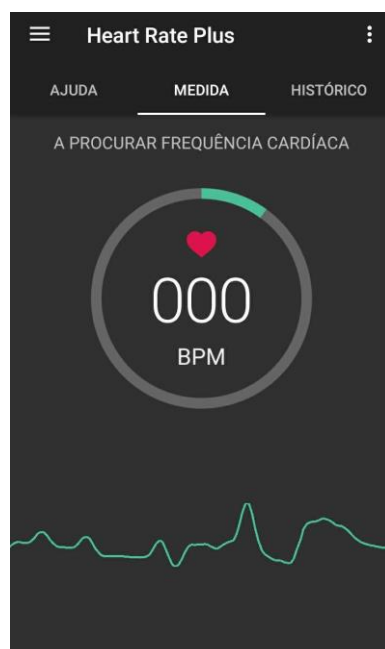 Heart Rate Plus
AJUDA MEDIDA HISTÓRICO
A PROCURAR FREQUÊNCIA CARDÍACA
000
BPM